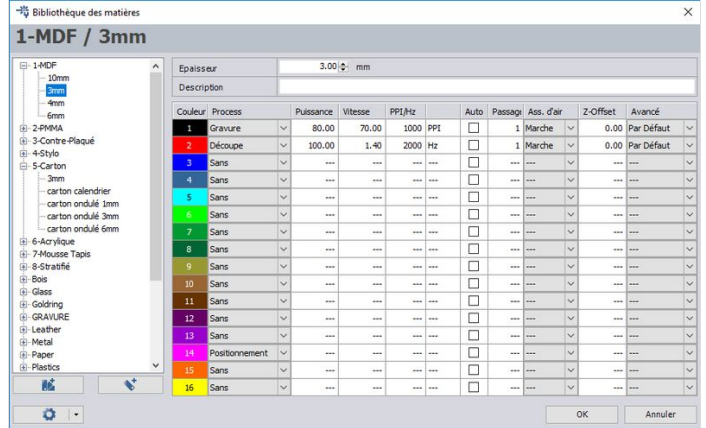 Bibliothèque des matières
1-MDF / 3mm
1-MDF
10mm
3mm
4mm
6mm
2-PMMA
3-Contre-Plaqué
4-Stylo
5-Carton
3mm
carton calendrier
carton ondulé 1mm
carton ondulé 3mm
carton ondulé 6mm
6-Acrylique
7-Mousse Tapis
8-Stratifié
Bois
Glass
Goldring
GRAVURE
Leather
Metal
Paper
Plastics
Epaisseur 3.00 mm
Description
Couleur Process Puissance Vitesse PPI/Hz Auto Passage Ass. d'air Z-Offset Avancé
1 Gravure 80.00 70.00 1000 PPI 1 Marche 0.00 Par Défaut
2 Découpe 100.00 1.40 2000 Hz 1 Marche 0.00 Par Défaut
3 Sans --- --- --- --- --- --- --- ---
4 Sans --- --- --- --- --- --- --- ---
5 Sans --- --- --- --- --- --- --- ---
6 Sans --- --- --- --- --- --- --- ---
7 Sans --- --- --- --- --- --- --- ---
8 Sans --- --- --- --- --- --- --- ---
9 Sans --- --- --- --- --- --- --- ---
10 Sans --- --- --- --- --- --- --- ---
11 Sans --- --- --- --- --- --- --- ---
12 Sans --- --- --- --- --- --- --- ---
13 Sans --- --- --- --- --- --- --- ---
14 Positionnement --- --- --- --- --- --- --- ---
15 Sans --- --- --- --- --- --- --- ---
16 Sans --- --- --- --- --- --- --- ---
OK Annuler